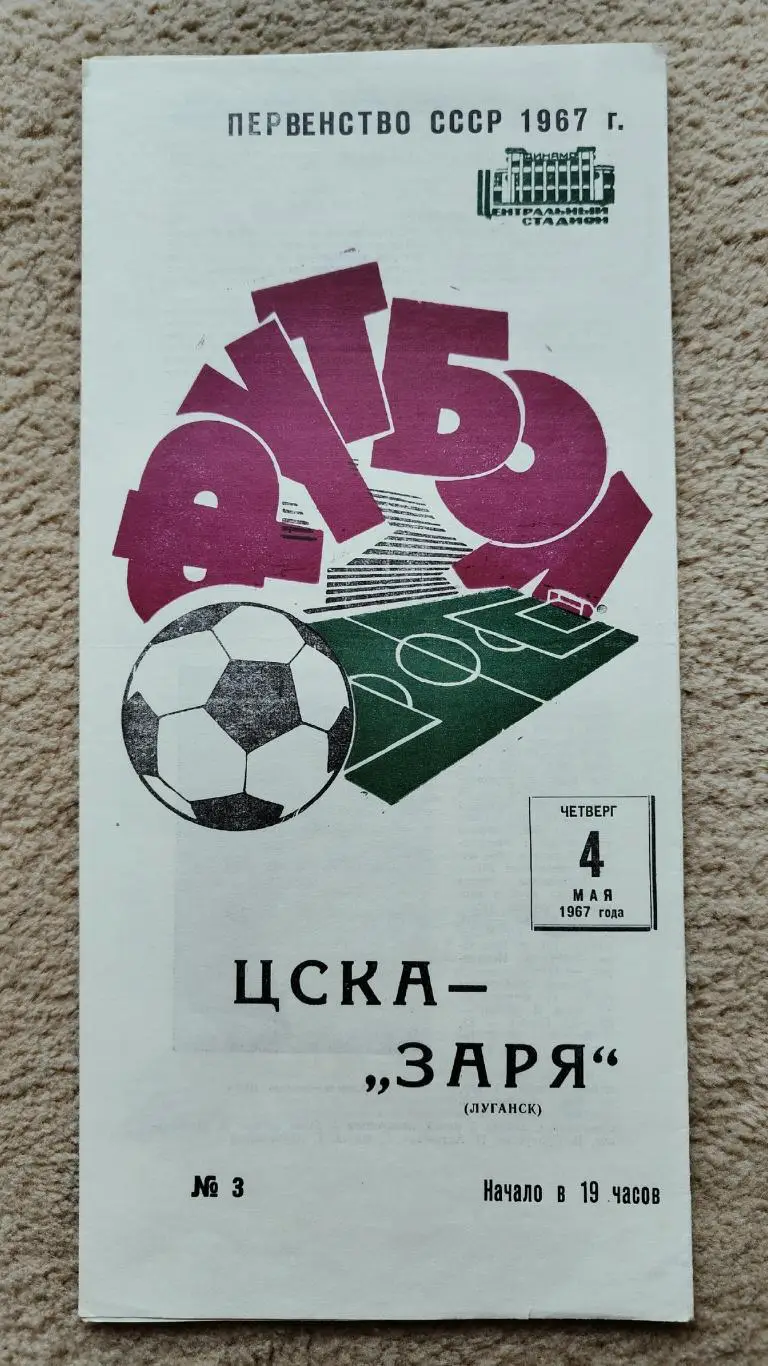 ПЕРВЕНСТВО СССР 1967 г.
ДИНАМО
ЦЕНТРАЛЬНЫЙ
СТАДИОН
ФУТБОЛ
ЧЕТВЕРГ
4
МАЯ
1967 года
ЦСКА–
„ЗАРЯ“
(ЛУГАНСК)
№ 3 Начало в 19 часов